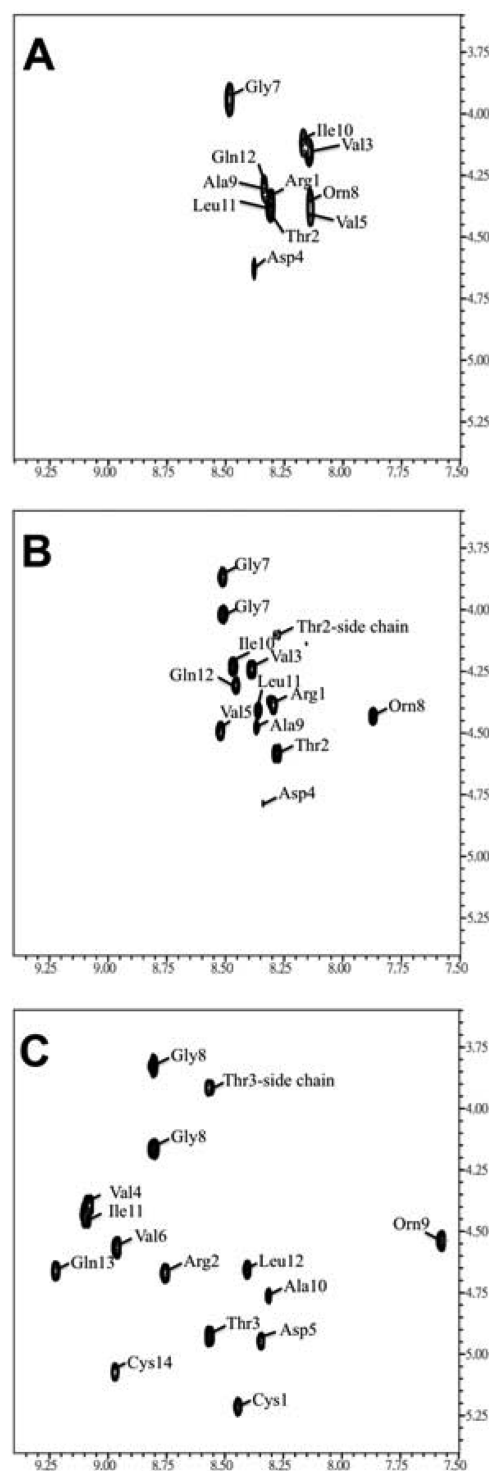 A
3.75
Gly7
4.00
Ile10
Val3
Gln12
Ala9 Arg1
4.25
Leu11 Orn8
Thr2 Val5
4.50
Asp4
4.75
5.00
5.25
9.25 9.00 8.75 8.50 8.25 8.00 7.75 7.50
B
3.75
Gly7
4.00
Gly7
Thr2-side chain
Ile10
Val3
4.25
Gln12 Leu11
Arg1
Orn8
Val5 Ala9
4.50
Thr2
Asp4
4.75
5.00
5.25
9.25 9.00 8.75 8.50 8.25 8.00 7.75 7.50
C
3.75
Gly8
Thr3-side chain
4.00
Gly8
4.25
Val4
Ile11
Orn9
4.50
Val6
Gln13 Arg2 Leu12
4.75
Ala10
Thr3 Asp5
5.00
Cys14
Cys1
5.25
9.25 9.00 8.75 8.50 8.25 8.00 7.75 7.50